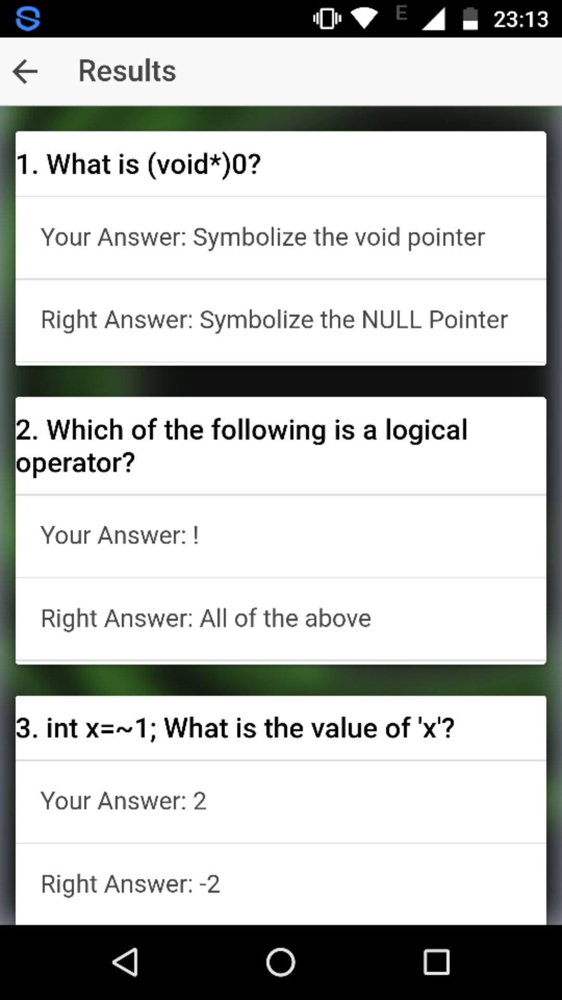 E 23:13
Results
1. What is (void*)0?
Your Answer: Symbolize the void pointer
Right Answer: Symbolize the NULL Pointer
2. Which of the following is a logical
operator?
Your Answer: !
Right Answer: All of the above
3. int x=~1; What is the value of 'x'?
Your Answer: 2
Right Answer: -2